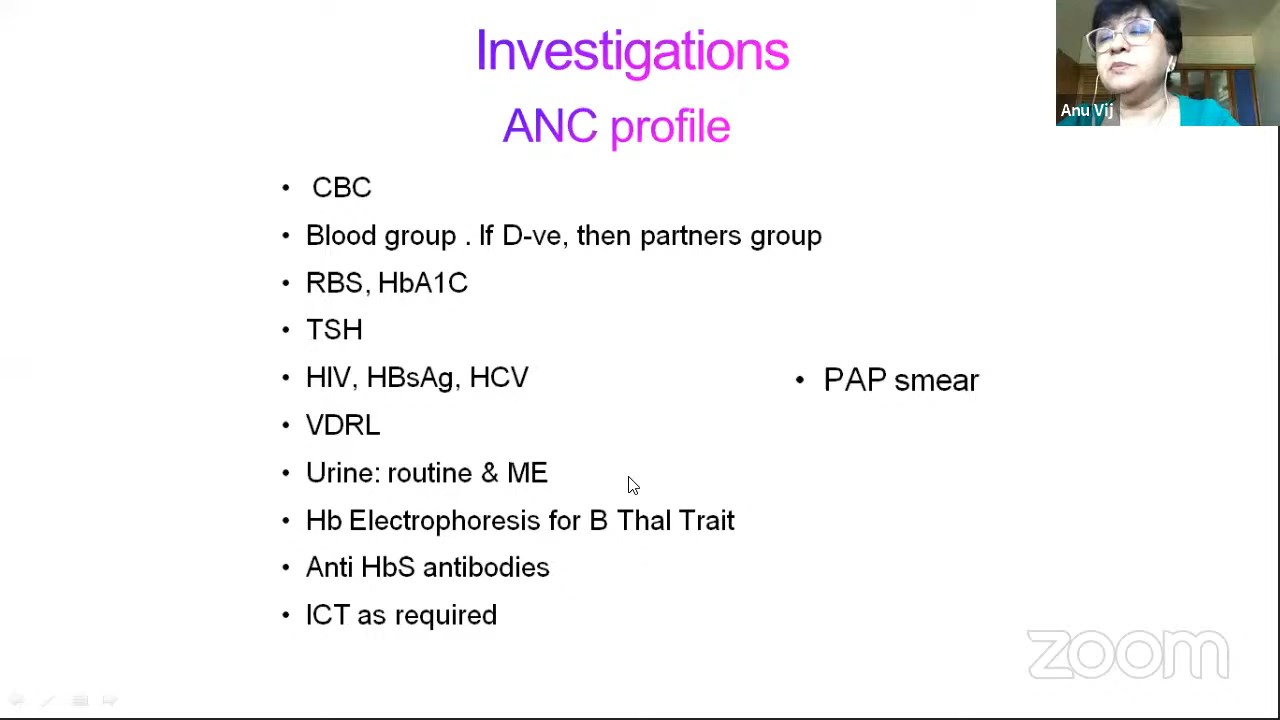 Investigations
ANC profile
Anu Vij
• CBC
• Blood group . If D-ve, then partners group
• RBS, HbA1C
• TSH
• HIV, HBsAg, HCV
• PAP smear
• VDRL
• Urine: routine & ME
• Hb Electrophoresis for B Thal Trait
• Anti HbS antibodies
• ICT as required
zoom